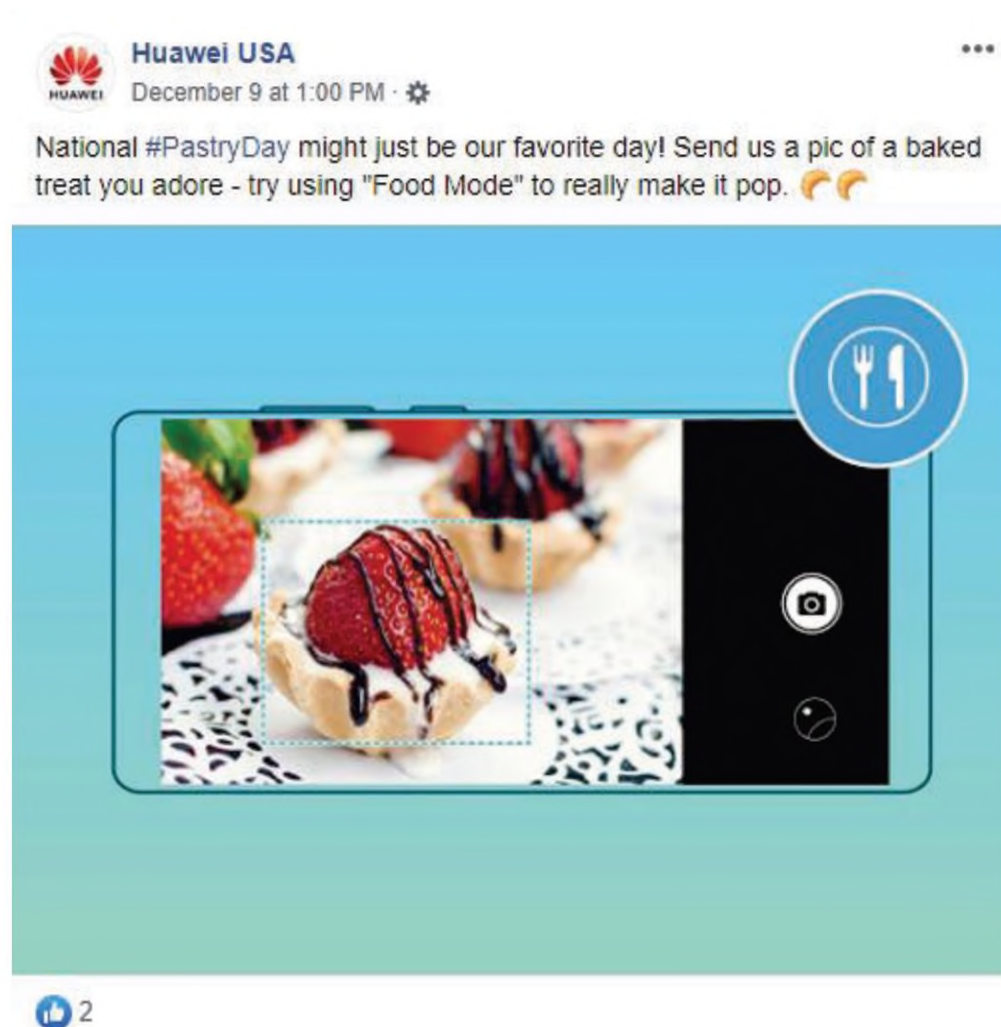 Huawei USA
HUAWEI
December 9 at 1:00 PM ·
National #PastryDay might just be our favorite day! Send us a pic of a baked
treat you adore - try using "Food Mode" to really make it pop. 🥐🥐
2